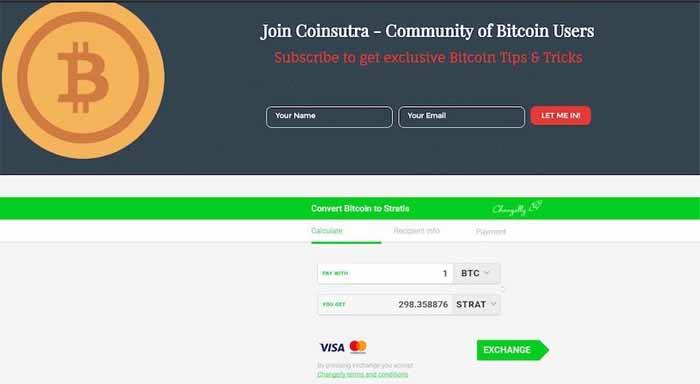 Join Coinsutra - Community of Bitcoin Users
Subscribe to get exclusive Bitcoin Tips & Tricks
Your Name
Your Email
LET ME IN!
Convert Bitcoin to Stratis
Changelly
Calculate
Recipient info
Payment
PAY WITH
1
BTC
YOU GET
298.358876
STRAT
VISA
EXCHANGE
By pressing exchange you accept
Changelly terms and conditions